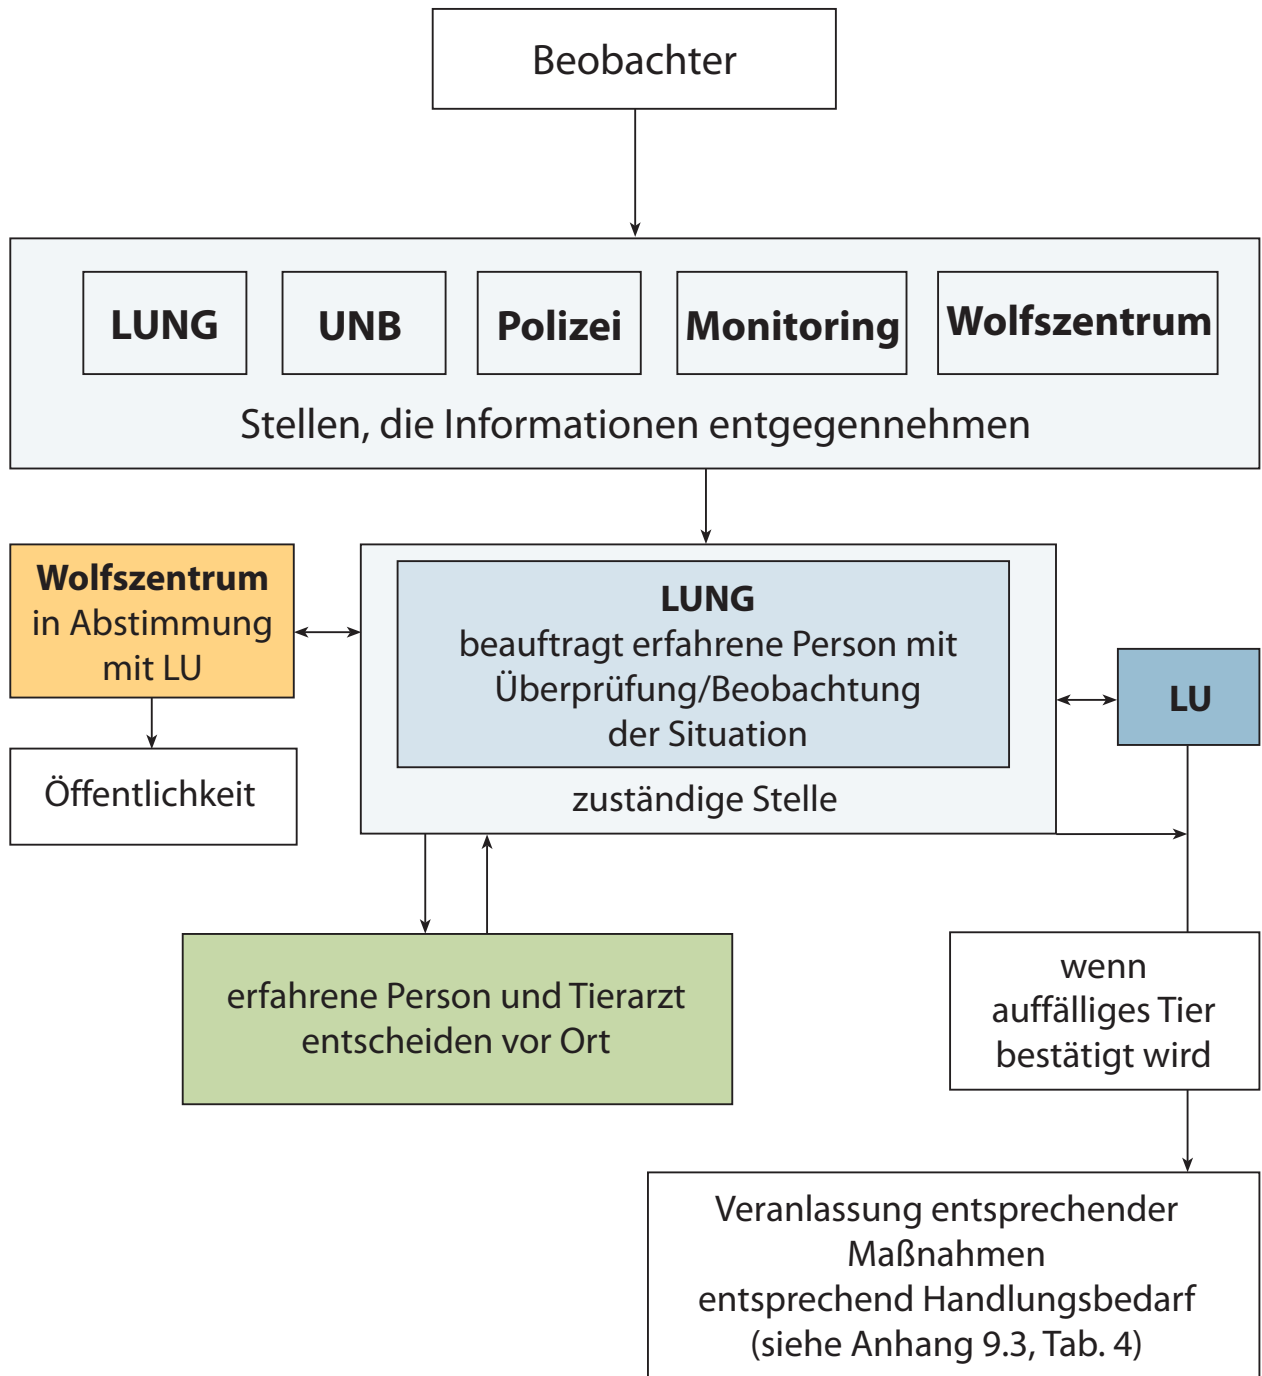 Beobachter
LUNG
UNB
Polizei
Monitoring
Wolfszentrum
Stellen, die Informationen entgegennehmen
Wolfszentrum
in Abstimmung
mit LU
Öffentlichkeit
LUNG
beauftragt erfahrene Person mit
Überprüfung/Beobachtung
der Situation
zuständige Stelle
LU
erfahrene Person und Tierarzt
entscheiden vor Ort
wenn
auffälliges Tier
bestätigt wird
Veranlassung entsprechender
Maßnahmen
entsprechend Handlungsbedarf
(siehe Anhang 9.3, Tab. 4)